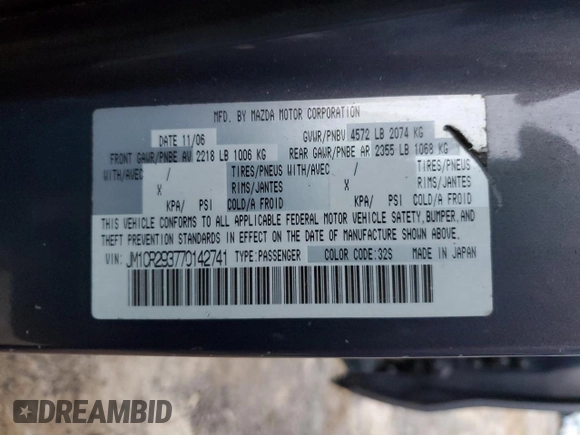 MFD. BY MAZDA MOTOR CORPORATION
DATE 11/06 GVWR/PNBV 4572 LB 2074 KG
FRONT GAWR/PNBE AV 2218 LB 1006 KG REAR GAWR/PNBE AR 2355 LB 1068 KG
WITH/AVEC / TIRES/PNEUS WITH/AVEC / TIRES/PNEUS
X RIMS/JANTES X RIMS/JANTES
KPA/ PSI COLD/A FROID KPA/ PSI COLD/A FROID
THIS VEHICLE CONFORMS TO ALL APPLICABLE FEDERAL MOTOR VEHICLE SAFETY, BUMPER, AND
THEFT PREVENTION STANDARDS IN EFFECT ON THE DATE OF MANUFACTURE SHOWN ABOVE.
VIN: JM1CR293770142741 TYPE: PASSENGER COLOR CODE: 32S MADE IN JAPAN
DREAMBID